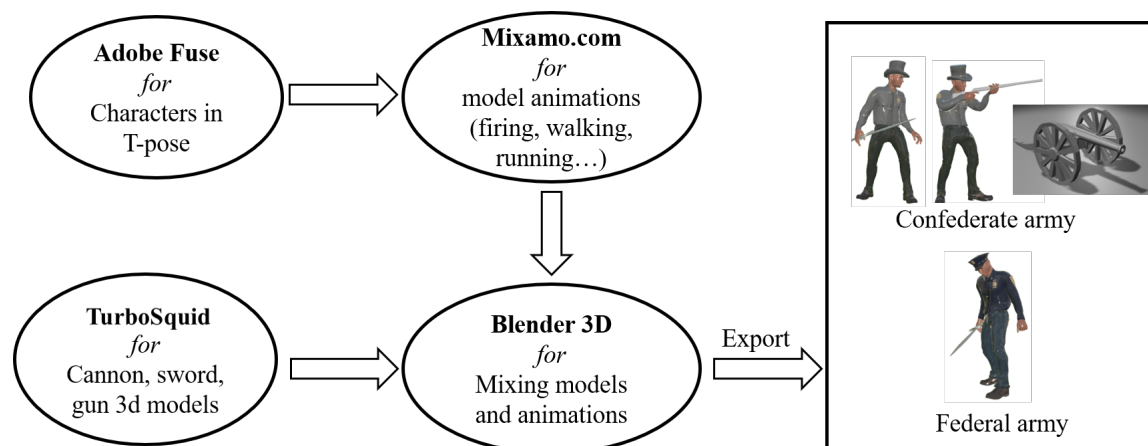 Adobe Fuse
for
Characters in
T-pose
Mixamo.com
for
model animations
(firing, walking,
running…)
TurboSquid
for
Cannon, sword,
gun 3d models
Blender 3D
for
Mixing models
and animations
Export
Confederate army
Federal army